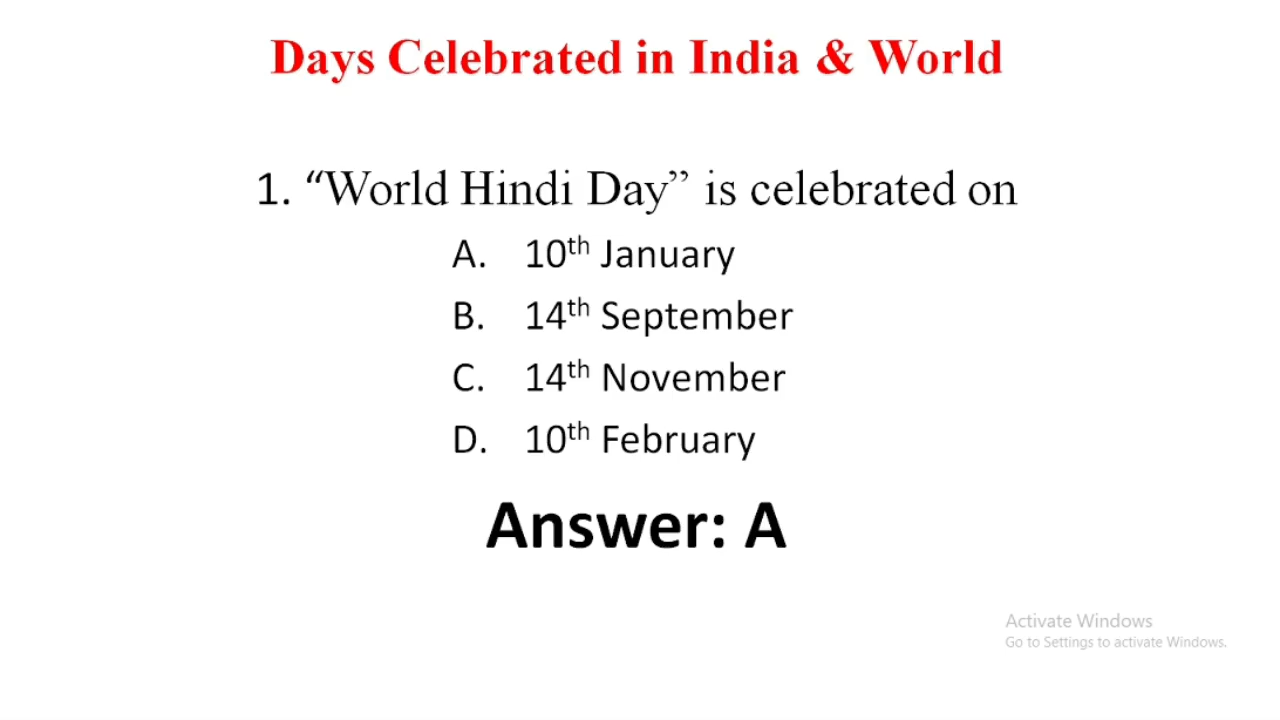 Days Celebrated in India & World
1. “World Hindi Day” is celebrated on
A. 10th January
B. 14th September
C. 14th November
D. 10th February
Answer: A
Activate Windows
Go to Settings to activate Windows.